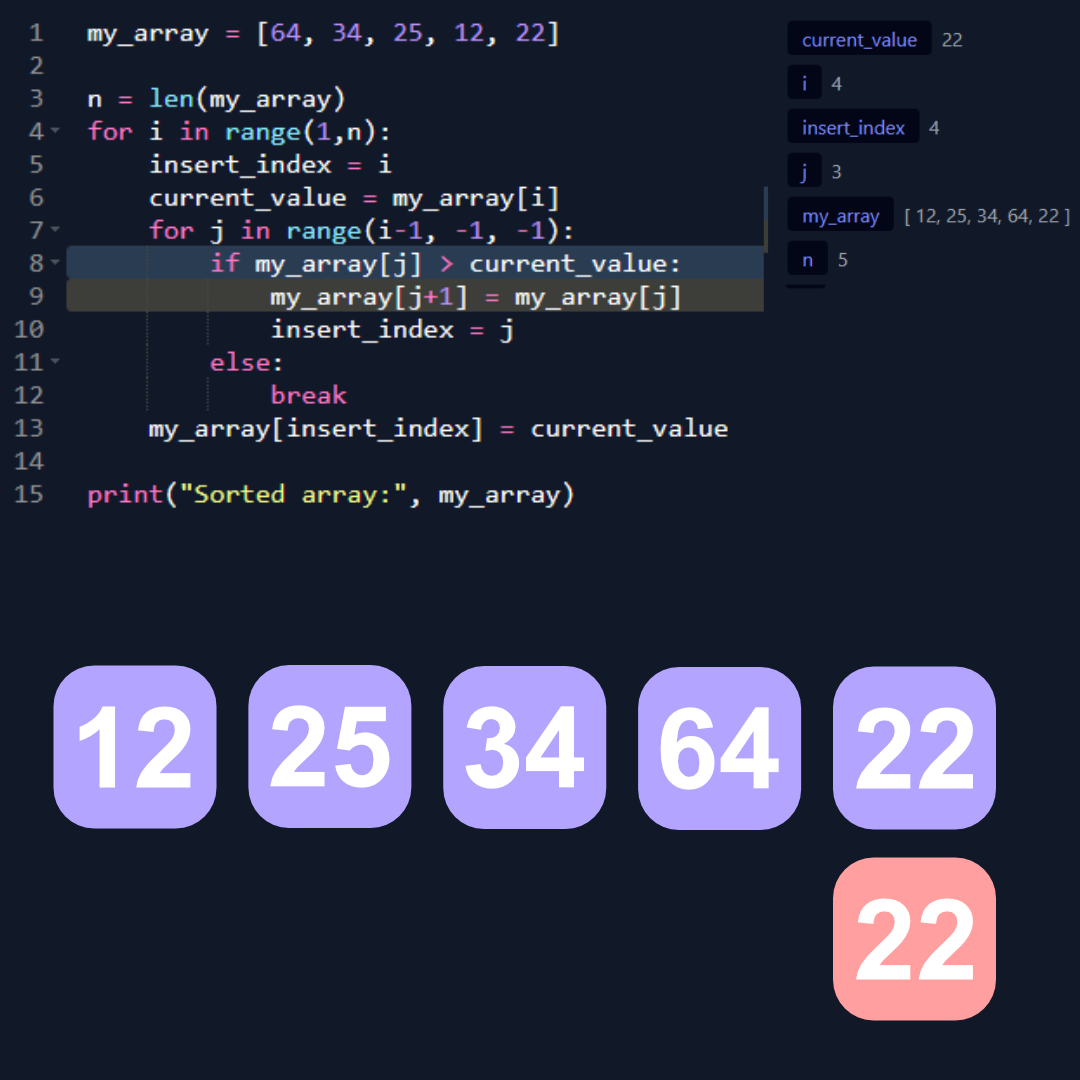 1 my_array = [64, 34, 25, 12, 22]
2
3 n = len(my_array)
4 for i in range(1,n):
5     insert_index = i
6     current_value = my_array[i]
7     for j in range(i-1, -1, -1):
8         if my_array[j] > current_value:
9             my_array[j+1] = my_array[j]
10             insert_index = j
11         else:
12             break
13     my_array[insert_index] = current_value
14
15 print("Sorted array:", my_array)
current_value 22
i 4
insert_index 4
j 3
my_array [ 12, 25, 34, 64, 22 ]
n 5
12 25 34 64 22
22